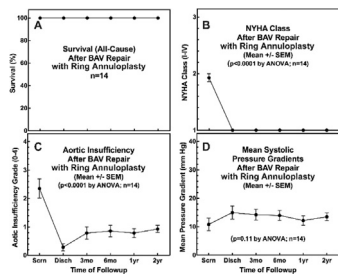 A
Survival (All-Cause)
After BAV Repair
with Ring Annuloplasty
n=14
Survival (%)
100
80
60
40
20
0
B
NYHA Class
After BAV Repair
with Ring Annuloplasty
(Mean +/- SEM)
(p<0.0001 by ANOVA; n=14)
NYHA Class (I-IV)
3
2
1
C
Aortic Insufficiency
After BAV Repair
with Ring Annuloplasty
(Mean +/- SEM)
(p<0.0001 by ANOVA; n=14)
Aortic Insufficiency Grade (0-4)
4
3
2
1
0
Scrn Disch 3mo 6mo 1yr 2yr
Time of Followup
D
Mean Systolic
Pressure Gradients
After BAV Repair
with Ring Annuloplasty
(Mean +/- SEM)
(p=0.11 by ANOVA; n=14)
Mean Pressure Gradient (mm Hg)
40
30
20
10
0
Scrn Disch 3mo 6mo 1yr 2yr
Time of Followup